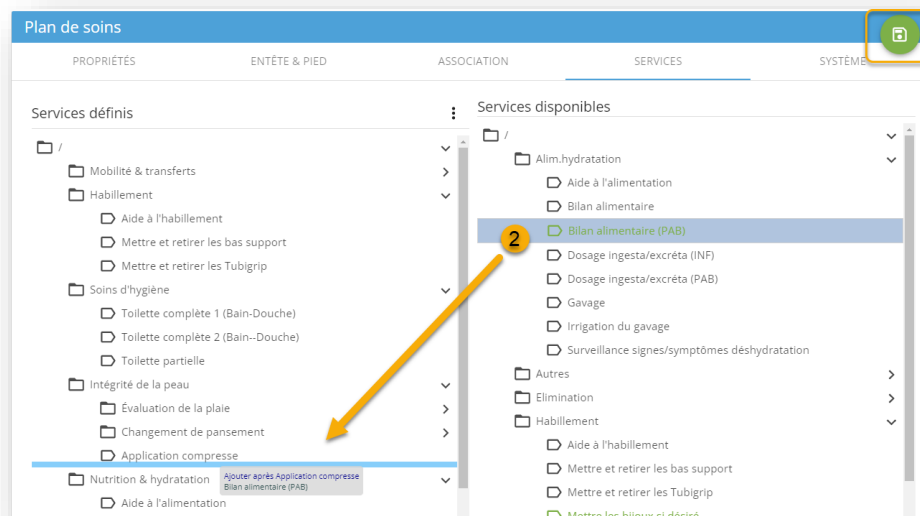 Plan de soins
PROPRIÉTÉS
ENTÊTE & PIED
ASSOCIATION
SERVICES
SYSTÈME
Services définis
/
Mobilité & transferts
Habillement
Aide à l'habillement
Mettre et retirer les bas support
Mettre et retirer les Tubigrip
Soins d'hygiène
Toilette complète 1 (Bain-Douche)
Toilette complète 2 (Bain--Douche)
Toilette partielle
Intégrité de la peau
Évaluation de la plaie
Changement de pansement
Application compresse
Nutrition & hydratation
Ajouter après Application compresse
Bilan alimentaire (PAB)
Aide à l'alimentation
Services disponibles
/
Alim.hydratation
Aide à l'alimentation
Bilan alimentaire
Bilan alimentaire (PAB)
2
Dosage ingesta/excréta (INF)
Dosage ingesta/excréta (PAB)
Gavage
Irrigation du gavage
Surveillance signes/symptômes déshydratation
Autres
Elimination
Habillement
Aide à l'habillement
Mettre et retirer les bas support
Mettre et retirer les Tubigrip
Mettre les bijoux si désiré